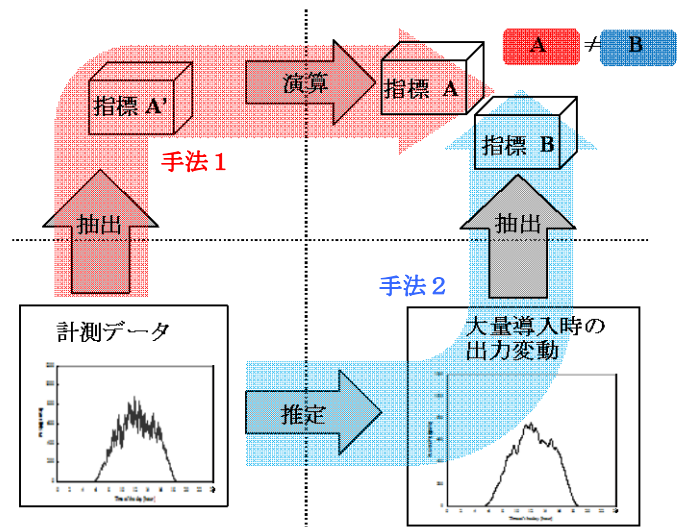 A ≠ B
指標 A'
演算
指標 A
指標 B
手法１
抽出
抽出
手法２
計測データ
大量導入時の
出力変動
推定